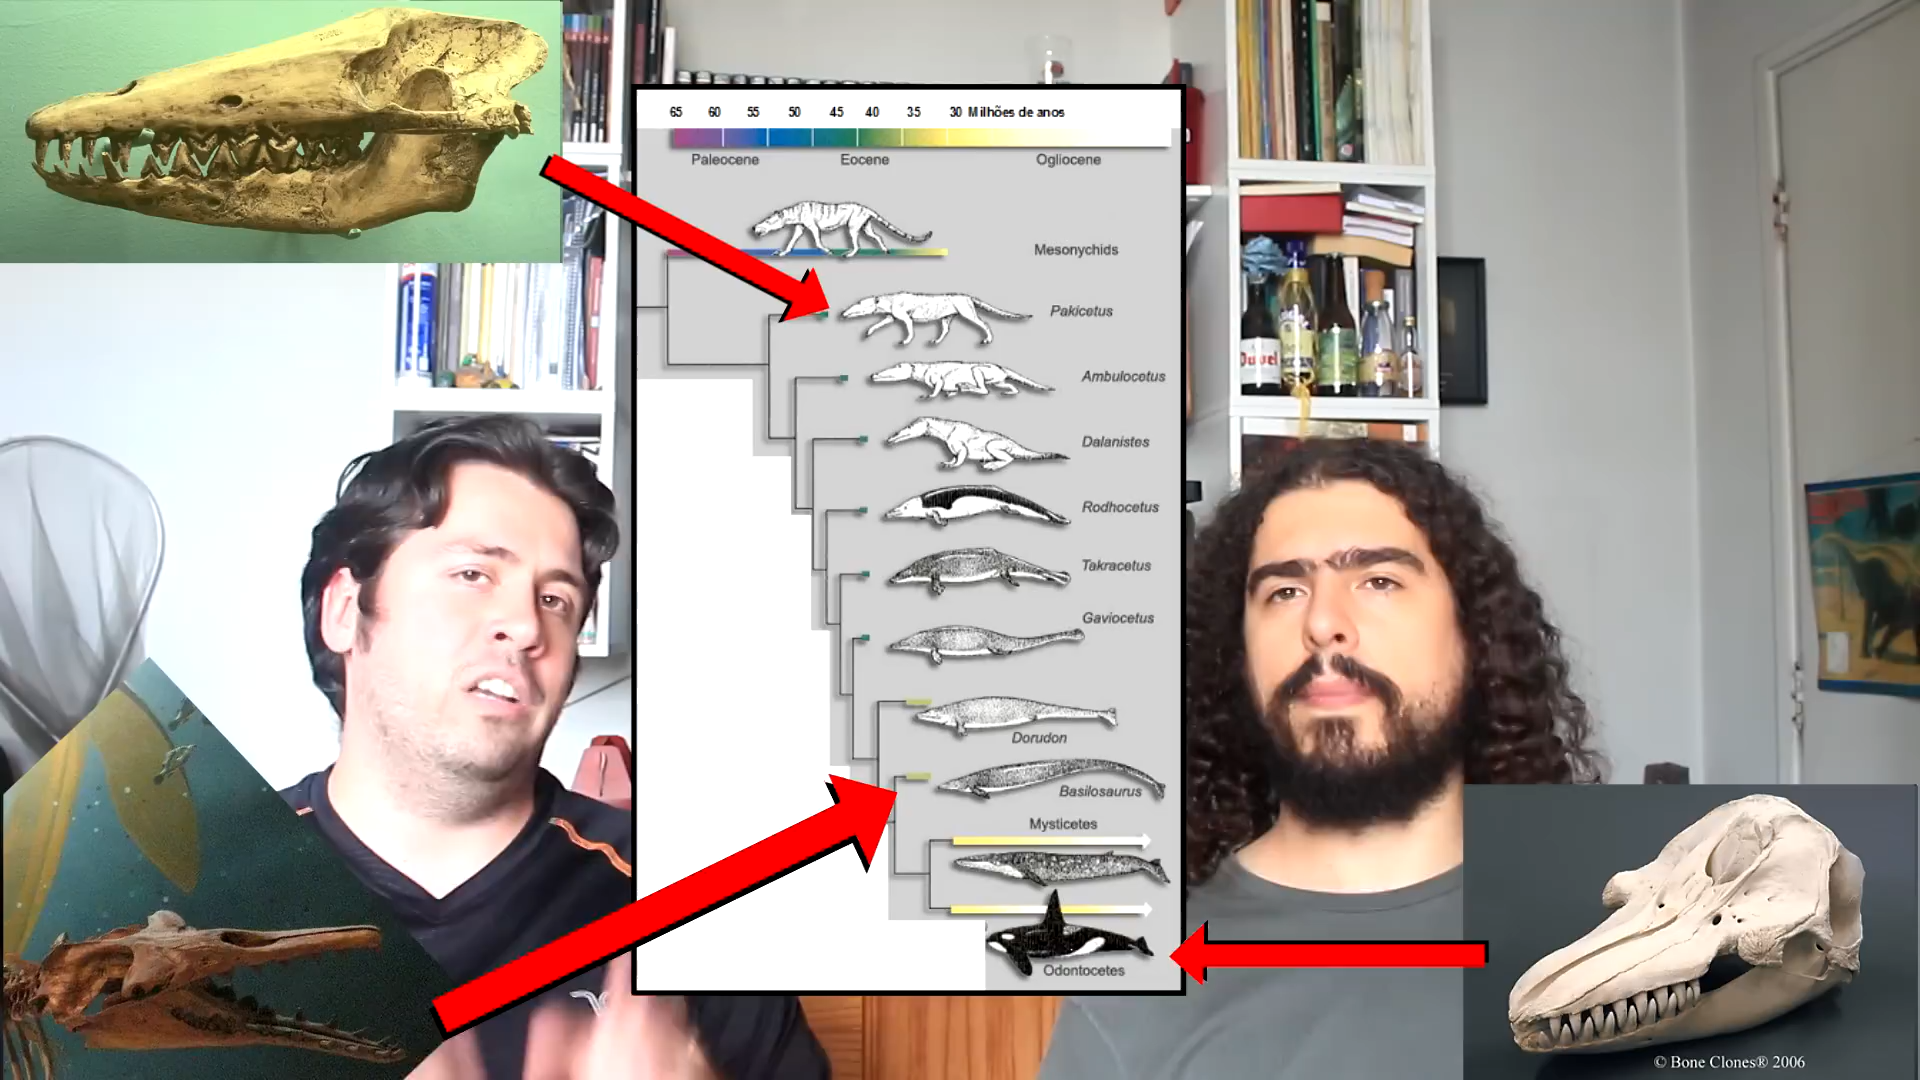 65 60 55 50 45 40 35 30 Milhões de anos
Paleocene Eocene Ogliocene
Mesonychids
Pakicetus
Ambulocetus
Dalanistes
Rodhocetus
Takracetus
Gaviocetus
Dorudon
Basilosaurus
Mysticetes
Odontocetes
Duvel
© Bone Clones® 2006